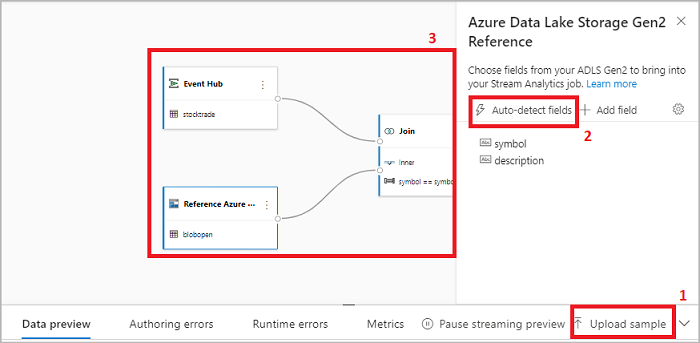 3
Event Hub
stocktrade
Join
Inner
symbol == symbo
Reference Azure ...
blobopen
Azure Data Lake Storage Gen2
Reference
Choose fields from your ADLS Gen2 to bring into
your Stream Analytics job. Learn more
Auto-detect fields
Add field
2
Abc symbol
Abc description
1
Data preview
Authoring errors
Runtime errors
Metrics
Pause streaming preview
Upload sample